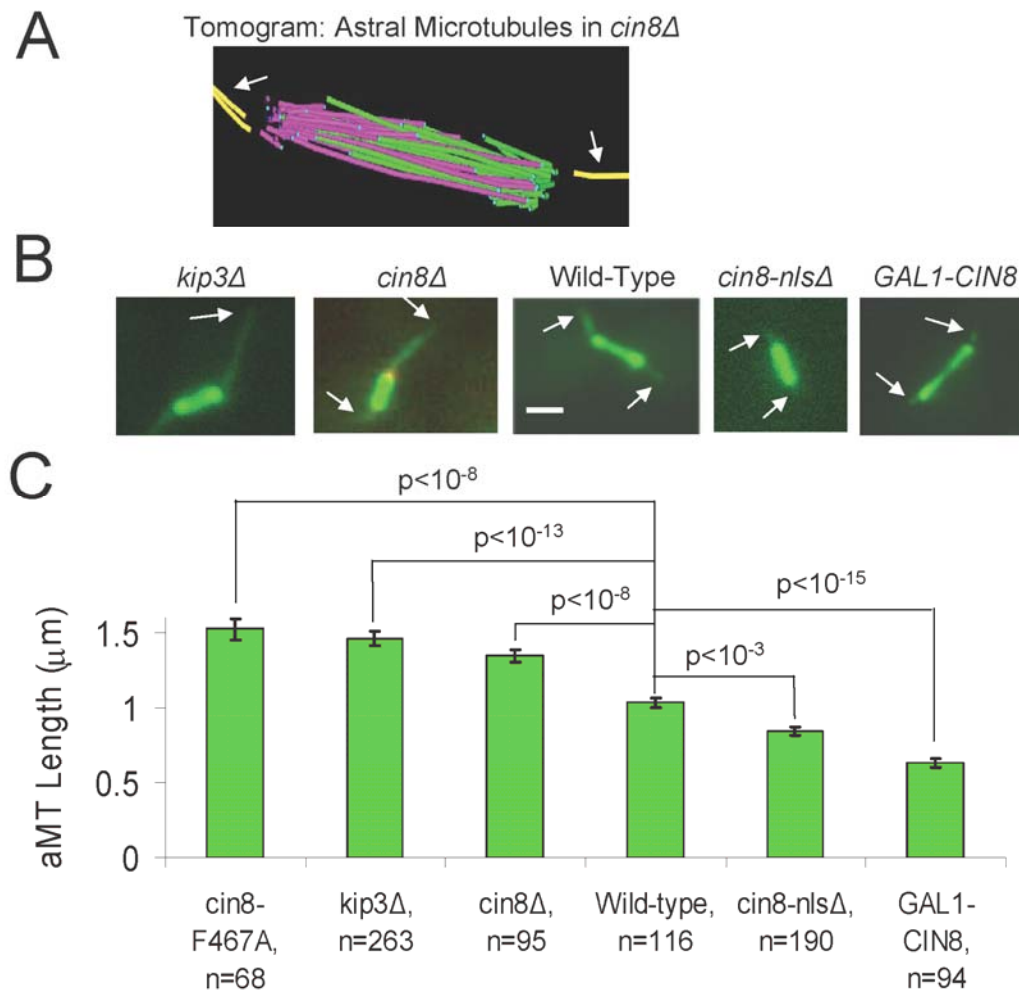 A
Tomogram: Astral Microtubules in cin8Δ
B
kip3Δ
cin8Δ
Wild-Type
cin8-nlsΔ
GAL1-CIN8
C
p<10-8
p<10-13
p<10-15
p<10-8
p<10-3
aMT Length (μm)
1.5
1
0.5
0
cin8-
F467A,
n=68
kip3Δ,
n=263
cin8Δ,
n=95
Wild-type,
n=116
cin8-nlsΔ,
n=190
GAL1-
CIN8,
n=94